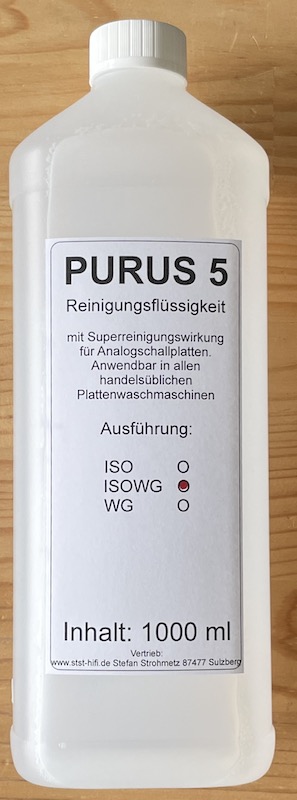 PURUS 5
Reinigungsflüssigkeit
mit Superreinigungswirkung
für Analogschallplatten.
Anwendbar in allen
handelsüblichen
Plattenwaschmaschinen
Ausführung:
ISO O
ISOWG O
WG O
Inhalt: 1000 ml
Vertrieb:
www.stst-hifi.de Stefan Strohmetz 87477 Sulzberg